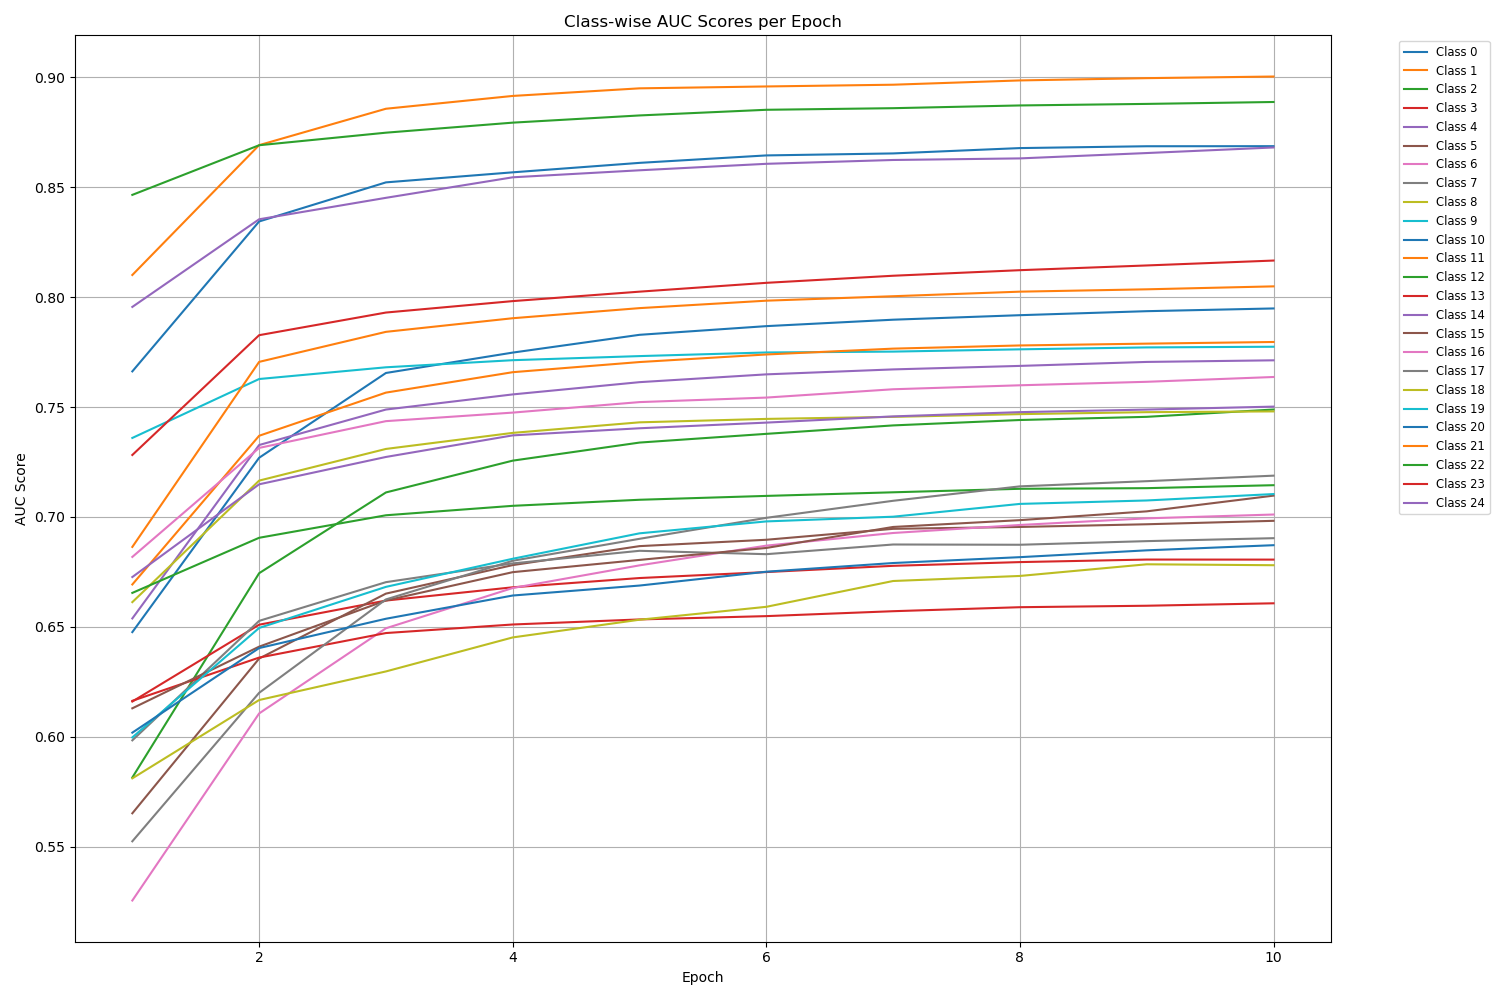 Class-wise AUC Scores per Epoch
AUC Score
0.90
0.85
0.80
0.75
0.70
0.65
0.60
0.55
2
4
6
8
10
Epoch
Class 0
Class 1
Class 2
Class 3
Class 4
Class 5
Class 6
Class 7
Class 8
Class 9
Class 10
Class 11
Class 12
Class 13
Class 14
Class 15
Class 16
Class 17
Class 18
Class 19
Class 20
Class 21
Class 22
Class 23
Class 24